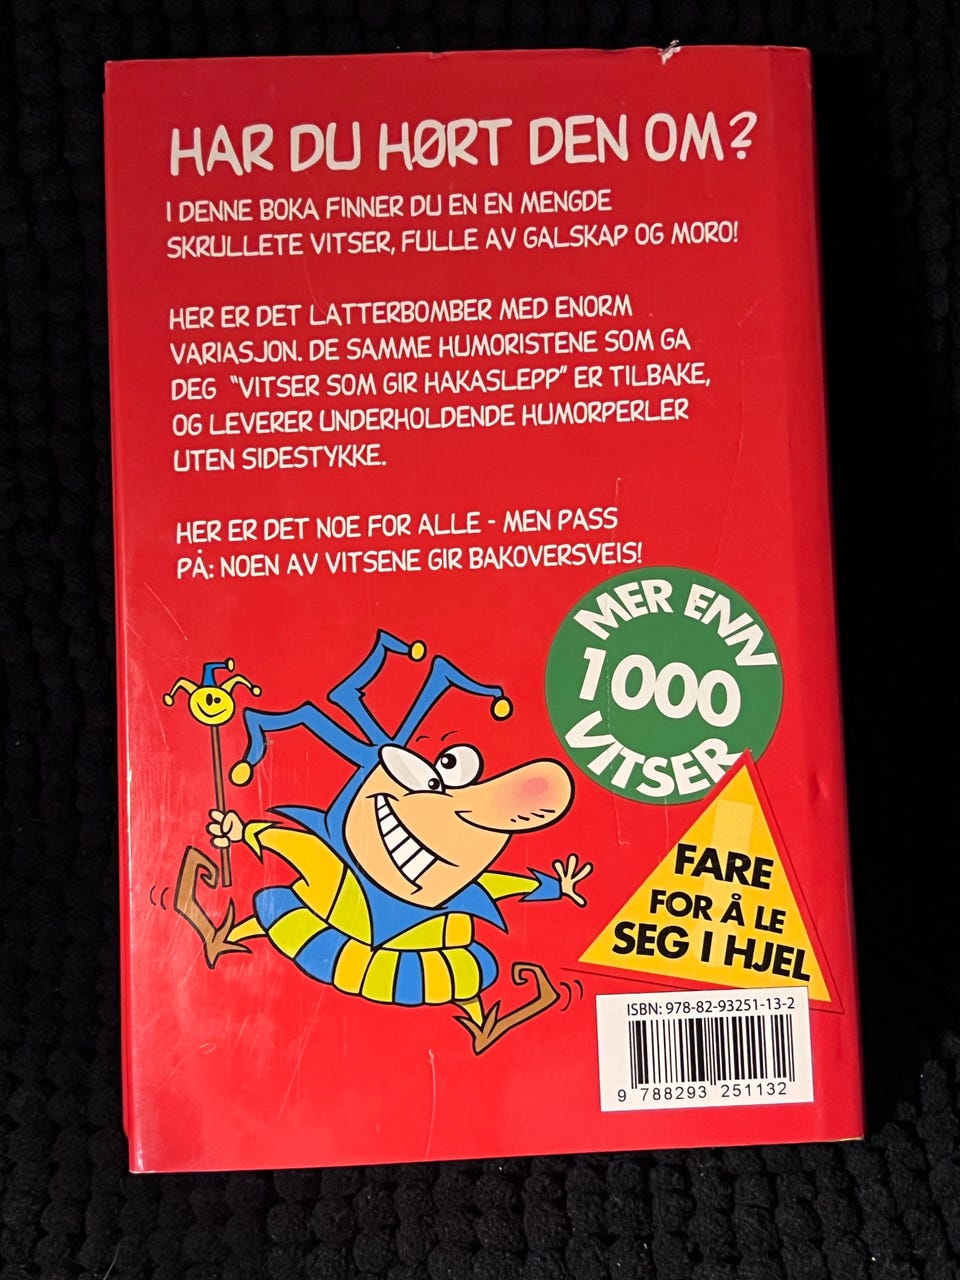 HAR DU HØRT DEN OM?
I DENNE BOKA FINNER DU EN EN MENGDE
SKRULLETE VITSER, FULLE AV GALSKAP OG MORO!
HER ER DET LATTERBOMBER MED ENORM
VARIASJON. DE SAMME HUMORISTENE SOM GA
DEG "VITSER SOM GIR HAKASLEPP" ER TILBAKE,
OG LEVERER UNDERHOLDENDE HUMORPERLER
UTEN SIDESTYKKE.
HER ER DET NOE FOR ALLE - MEN PASS
PÅ: NOEN AV VITSENE GIR BAKOVERSVEIS!
MER ENN
1000
VITSER
FARE
FOR Å LE
SEG I HJEL
ISBN: 978-82-93251-13-2
9 788293 251132